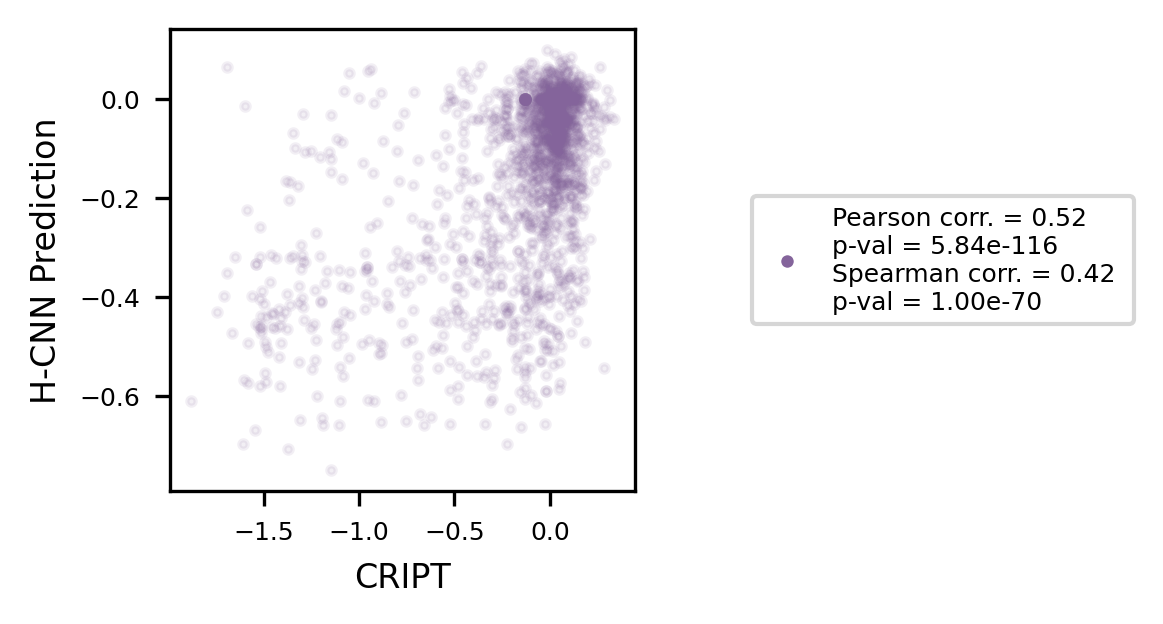 0.0
−0.2
−0.4
−0.6
H-CNN Prediction
−1.5 −1.0 −0.5 0.0
CRIPT
Pearson corr. = 0.52
p-val = 5.84e-116
Spearman corr. = 0.42
p-val = 1.00e-70